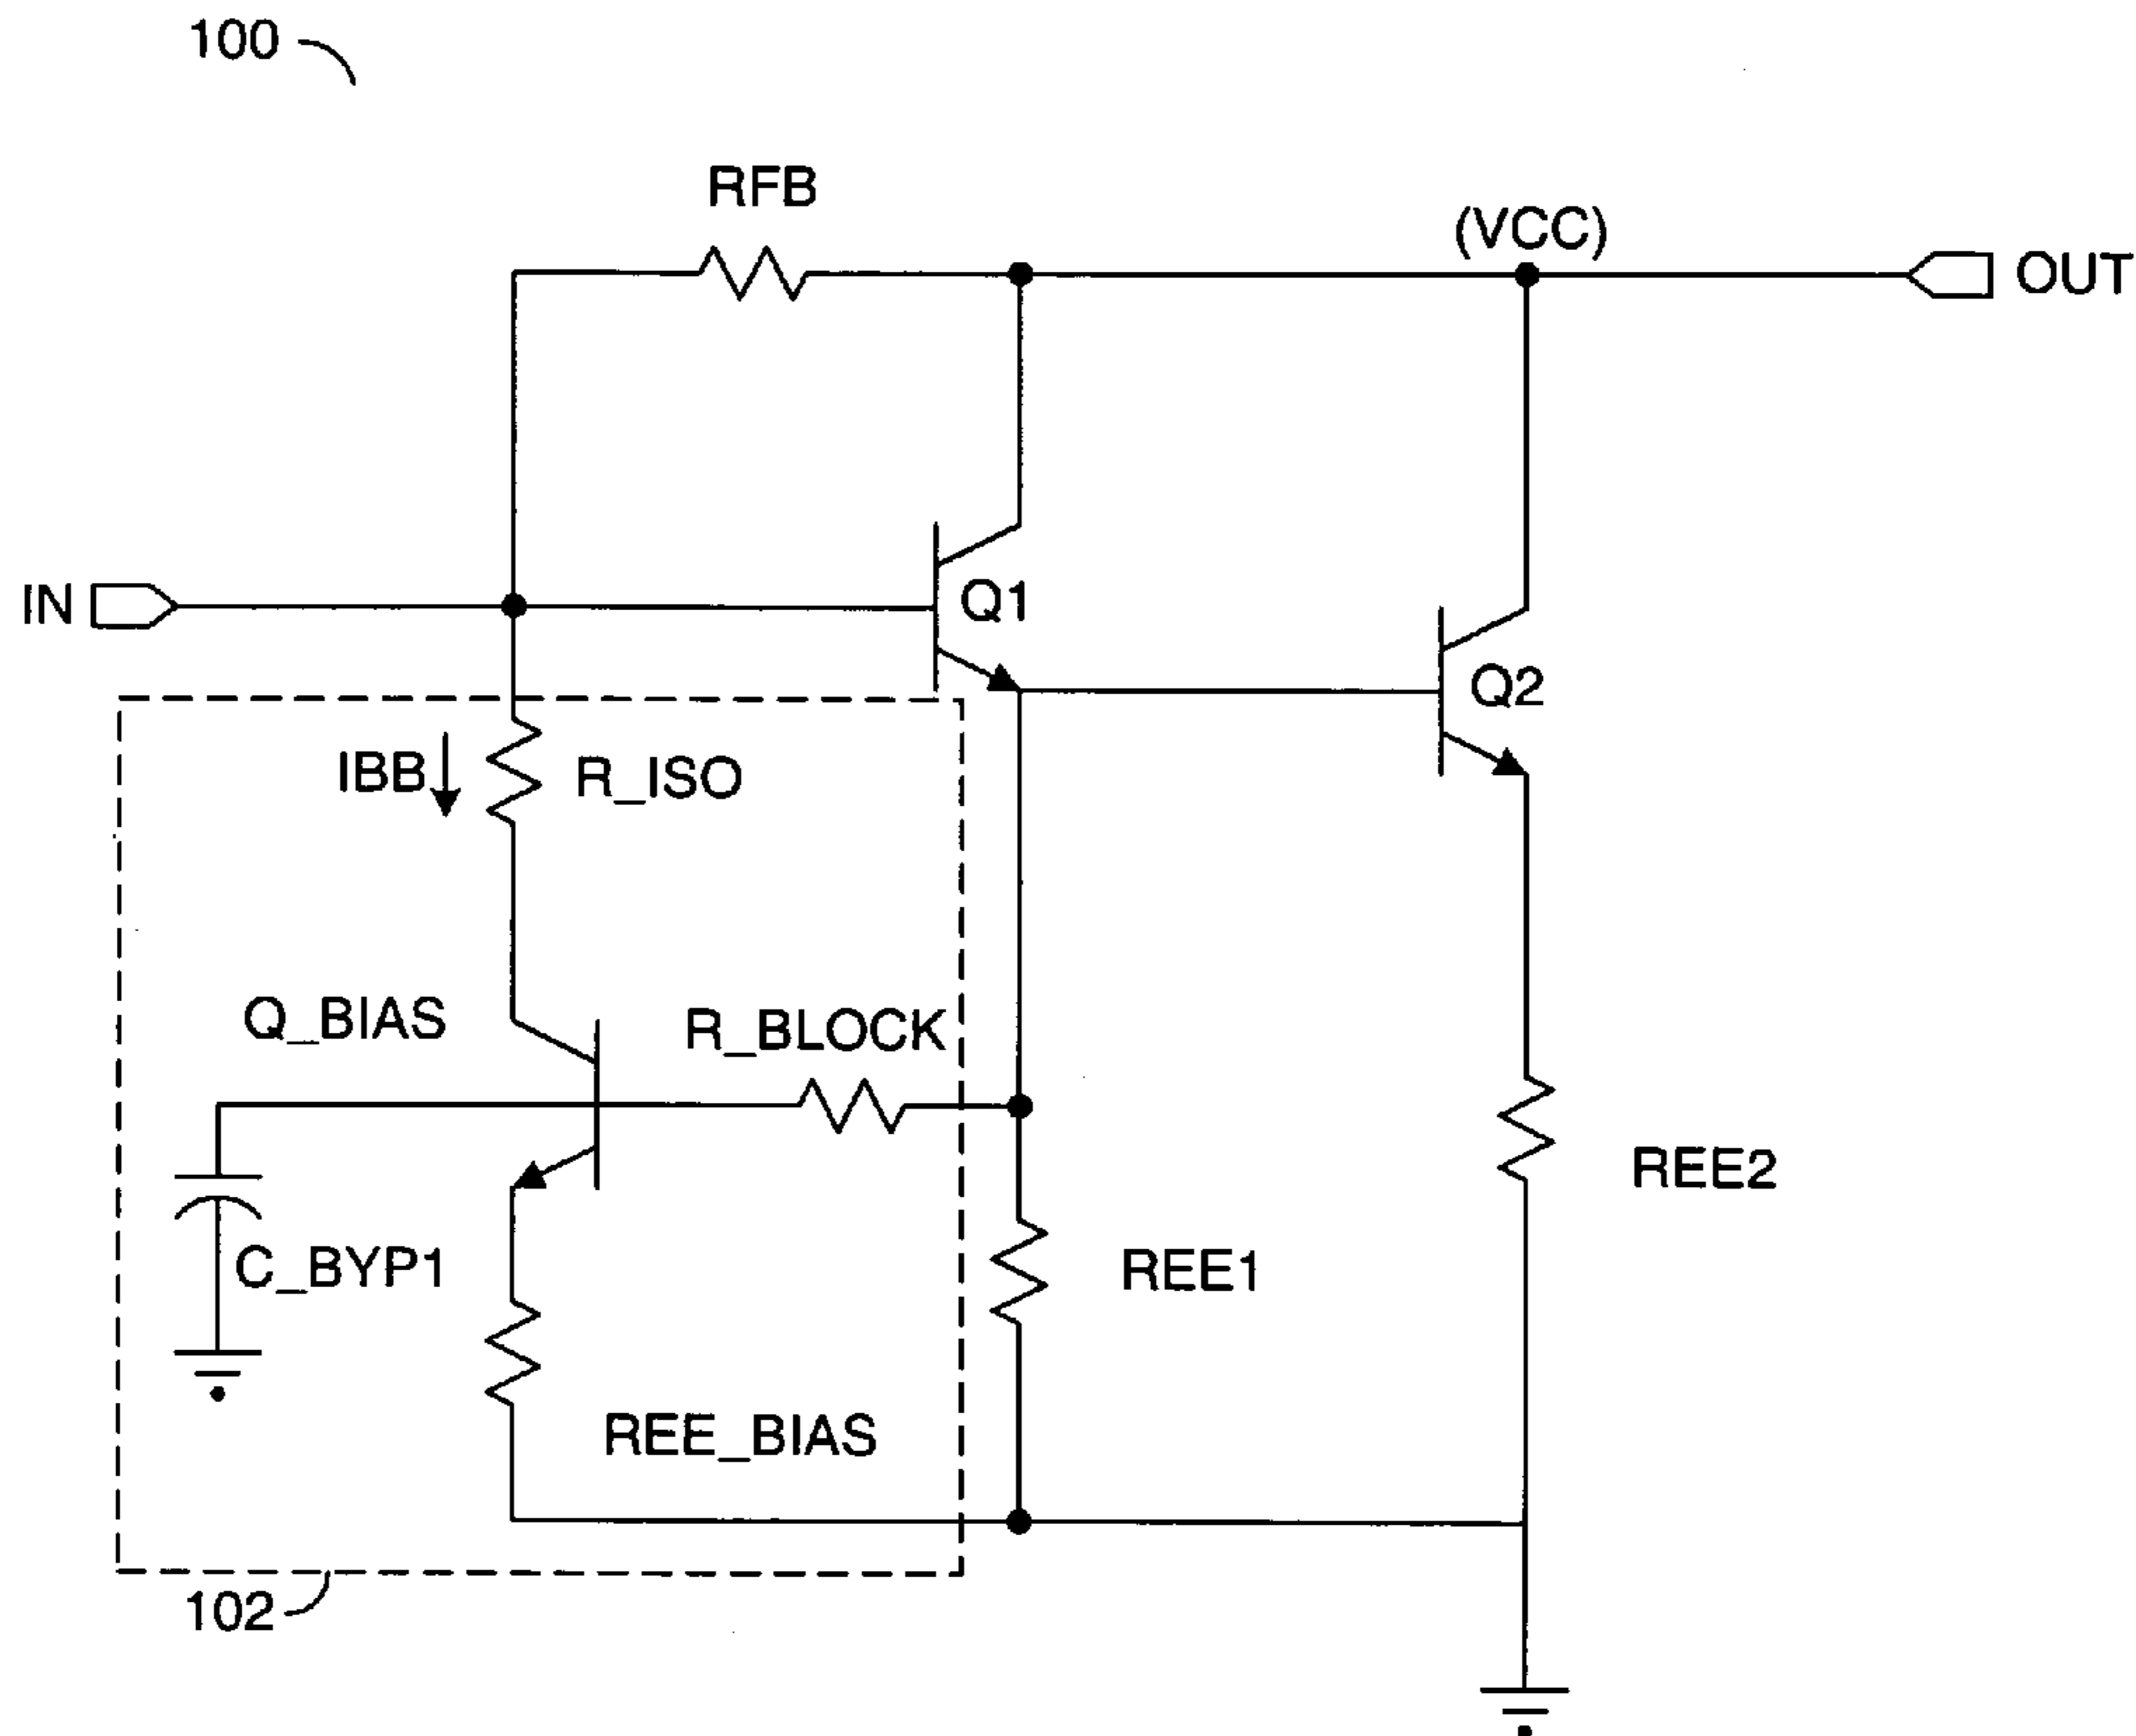 100
RFB
(VCC)
OUT
IN
Q1
Q2
IBB
R_ISO
Q_BIAS
R_BLOCK
REE2
C_BYP1
REE1
REE_BIAS
102